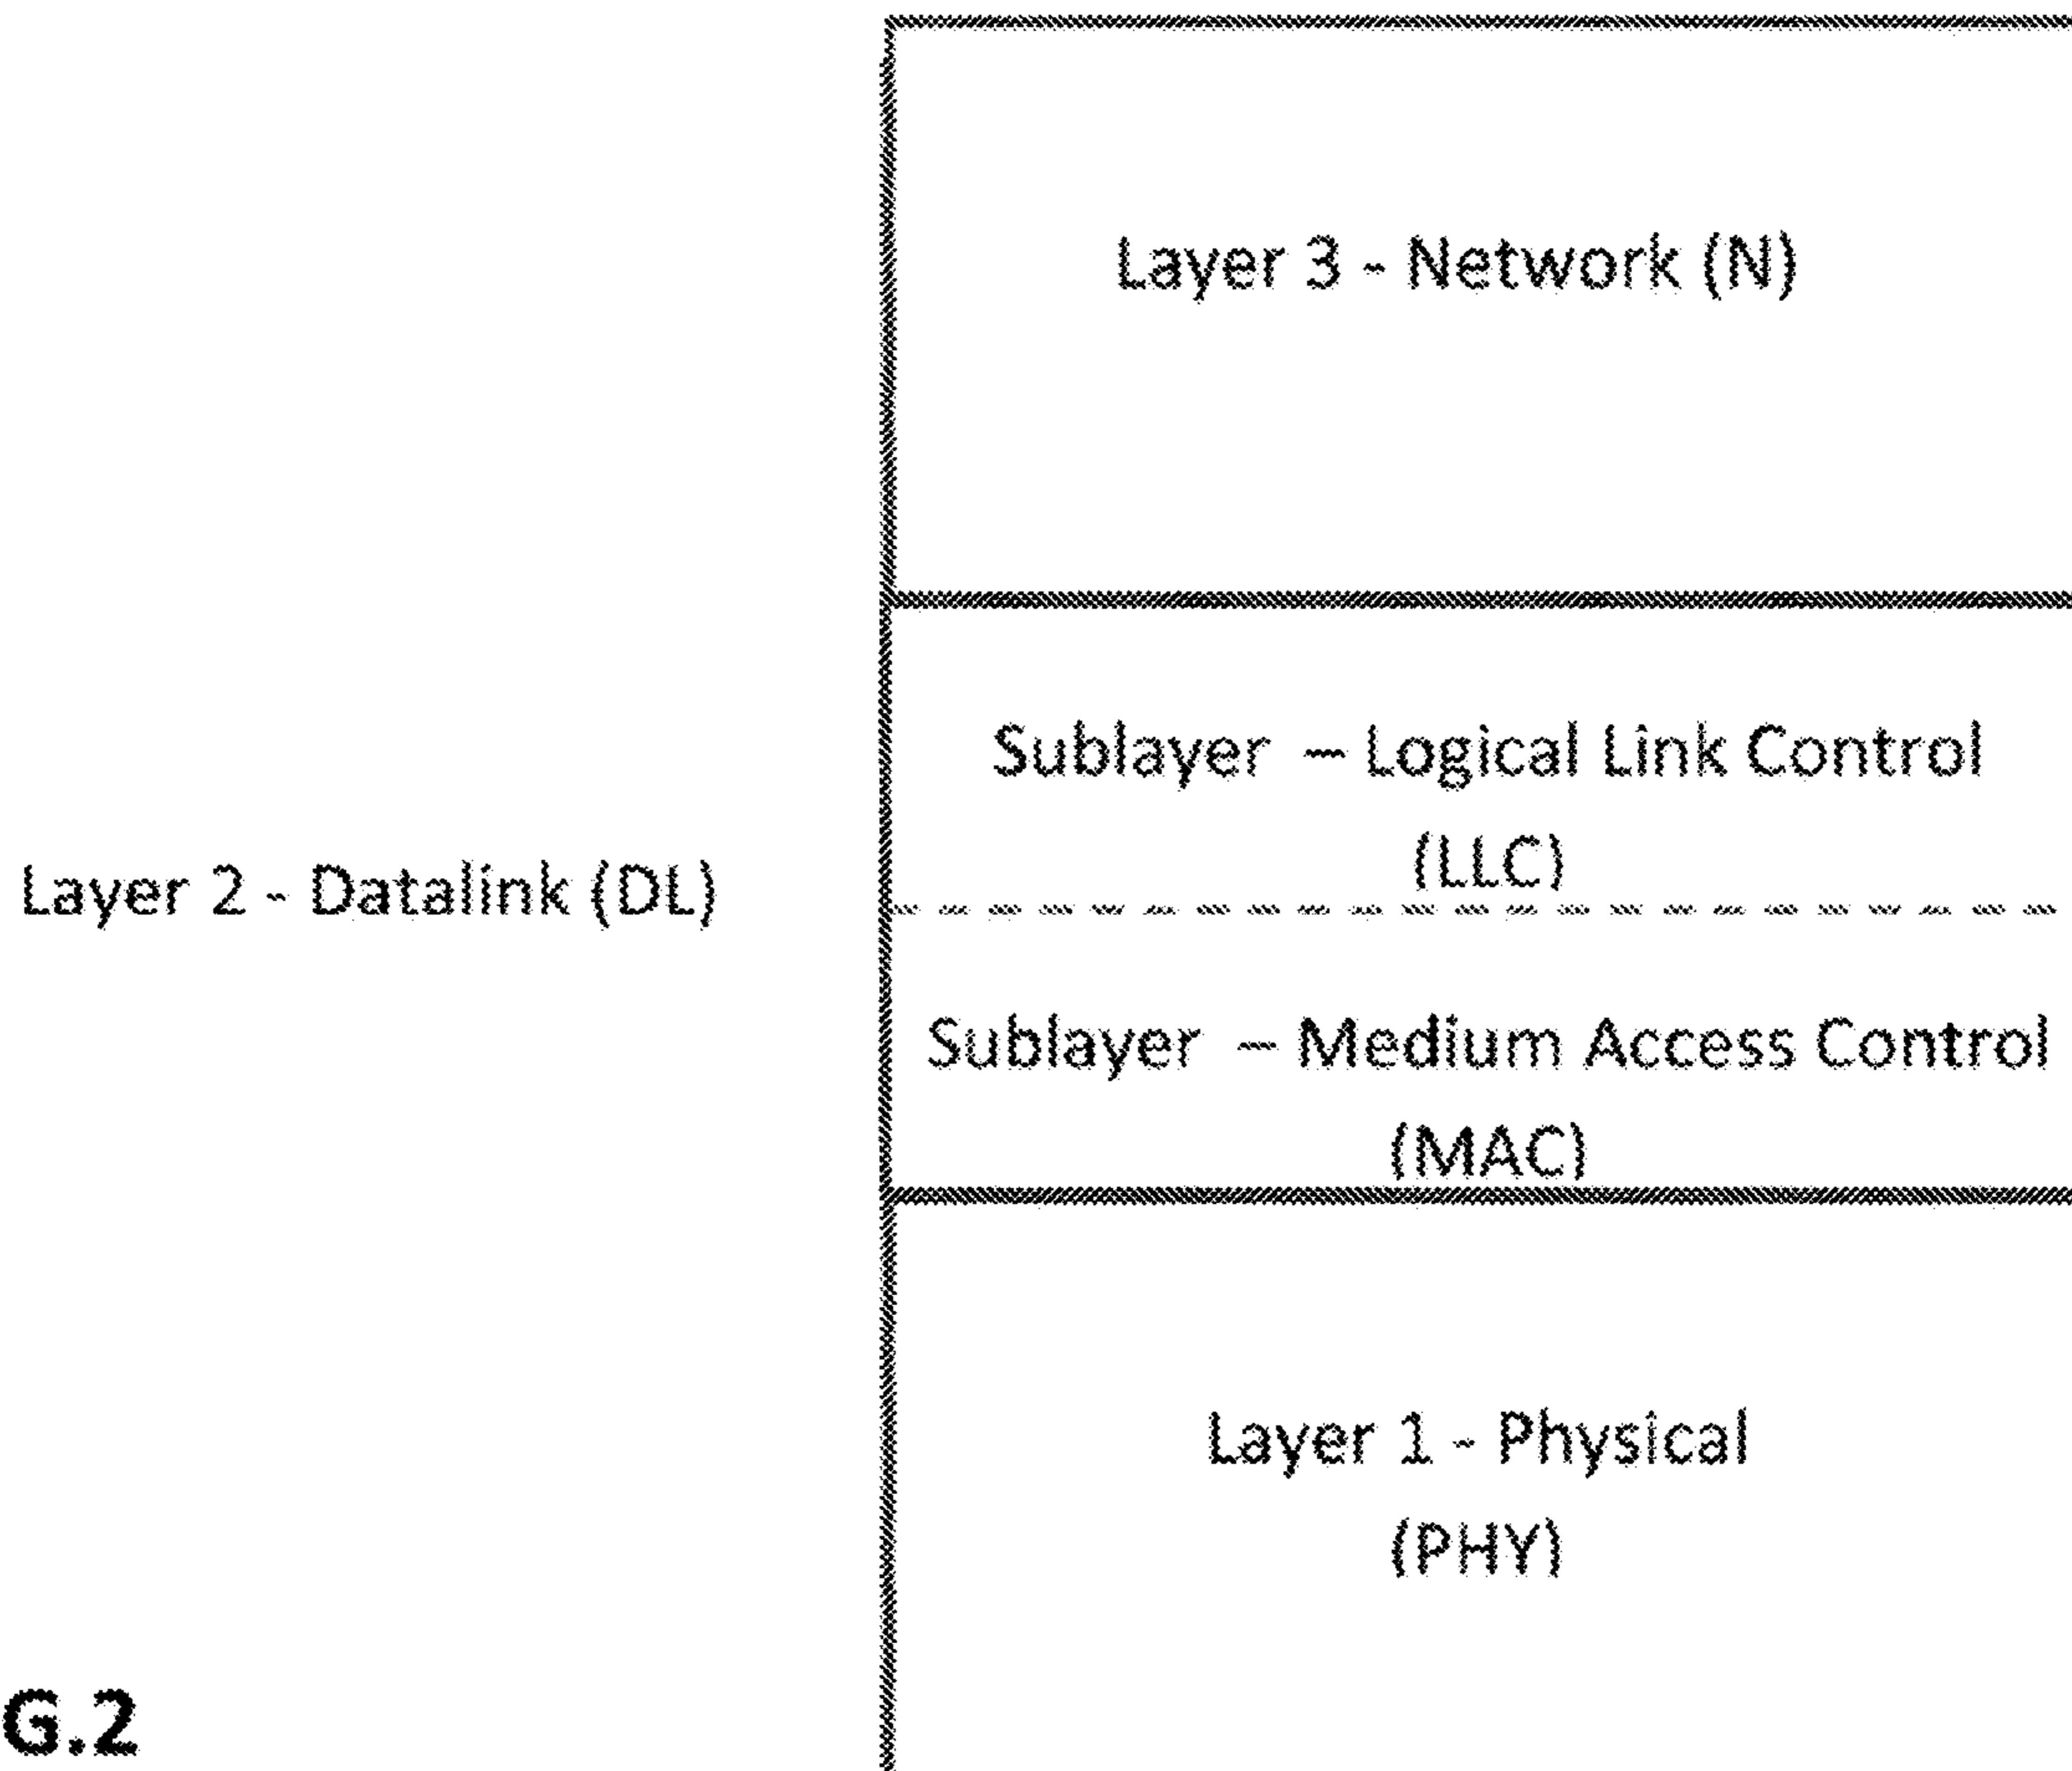 Layer 3 - Network (N)
Sublayer – Logical Link Control
(LLC)
Layer 2 - Datalink (DL)
Sublayer – Medium Access Control
(MAC)
Layer 1 - Physical
(PHY)
G.2